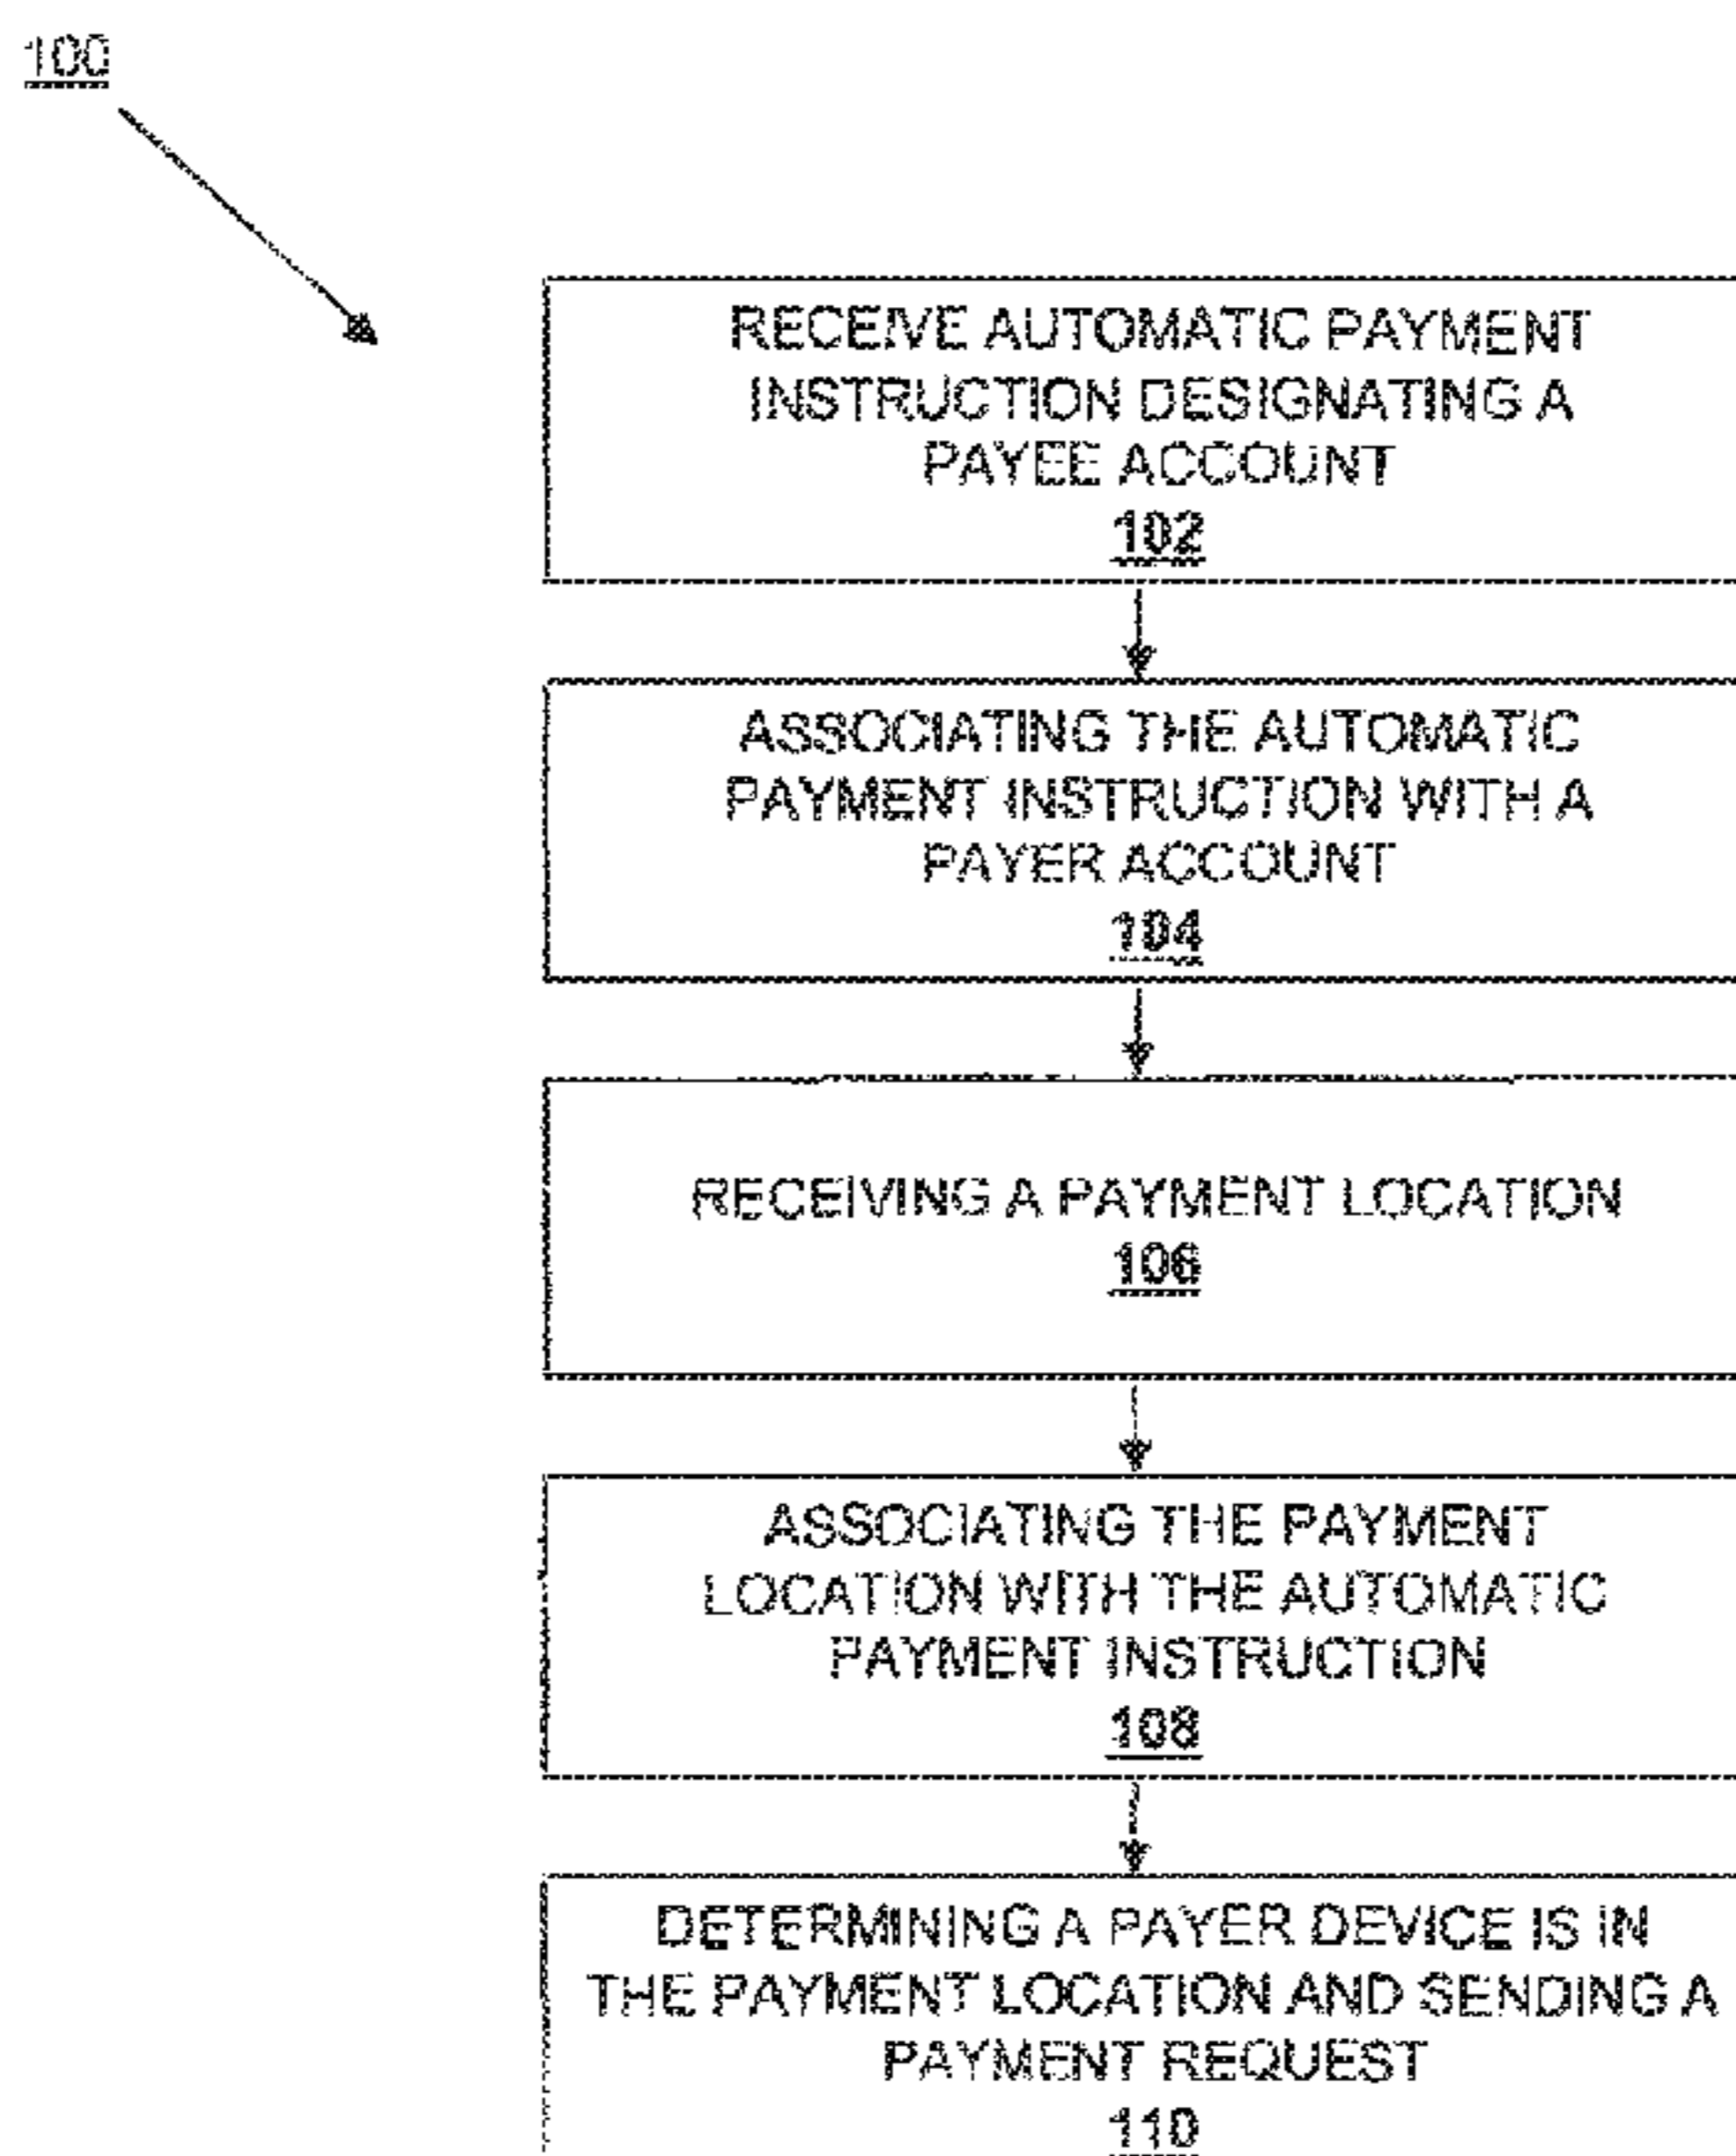 100
RECEIVE AUTOMATIC PAYMENT
INSTRUCTION DESIGNATING A
PAYEE ACCOUNT
102
ASSOCIATING THE AUTOMATIC
PAYMENT INSTRUCTION WITH A
PAYER ACCOUNT
104
RECEIVING A PAYMENT LOCATION
106
ASSOCIATING THE PAYMENT
LOCATION WITH THE AUTOMATIC
PAYMENT INSTRUCTION
108
DETERMINING A PAYER DEVICE IS IN
THE PAYMENT LOCATION AND SENDING A
PAYMENT REQUEST
110